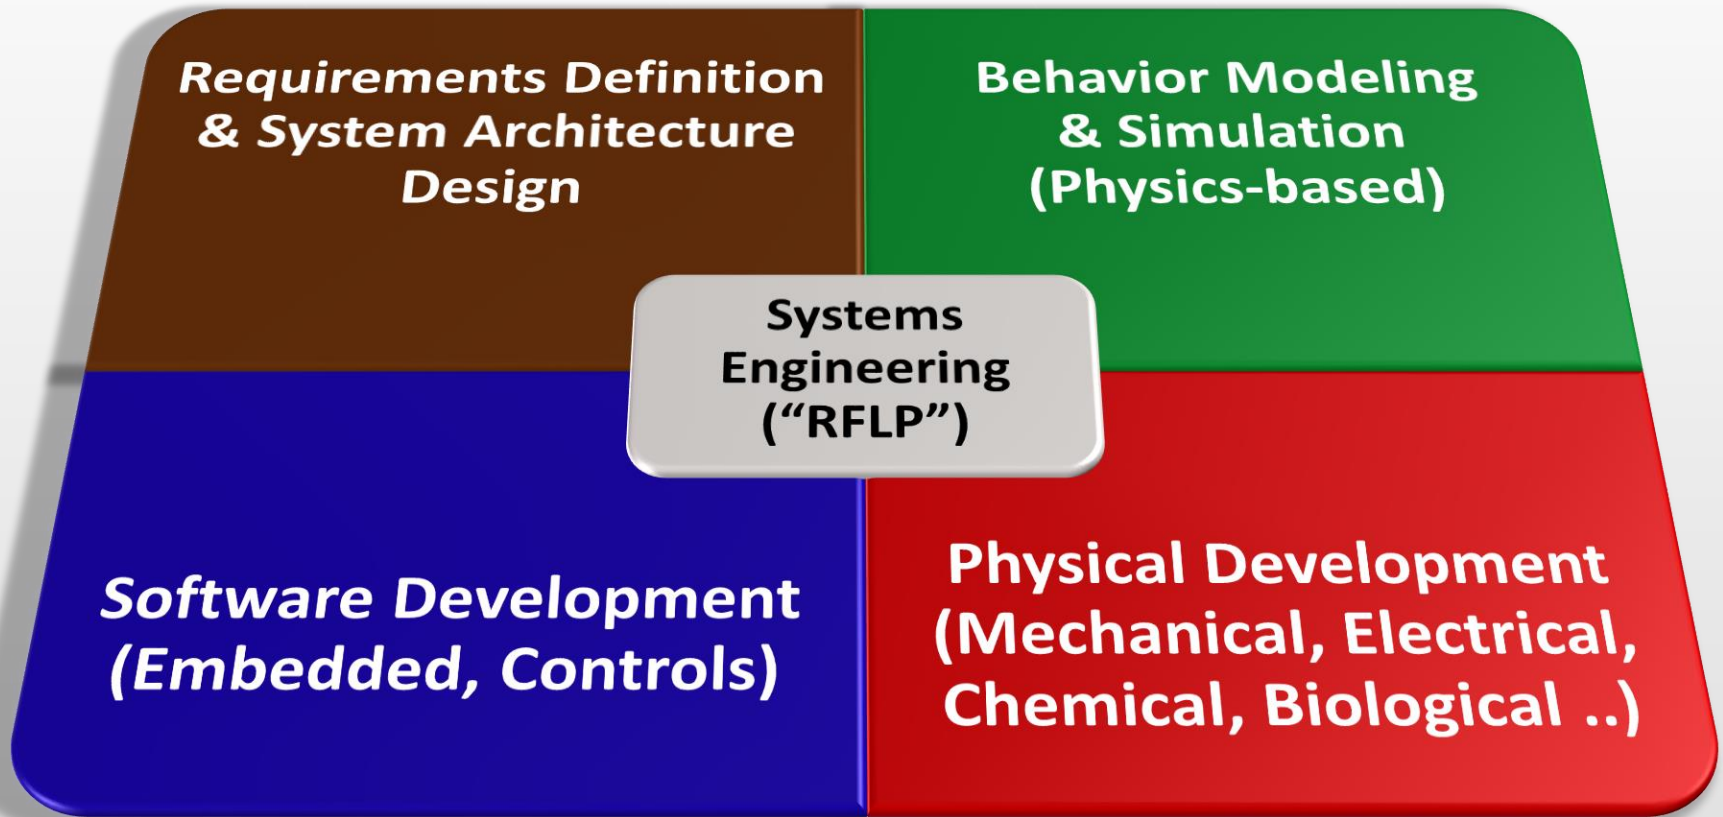 Requirements Definition
& System Architecture
Design
Behavior Modeling
& Simulation
(Physics-based)
Systems
Engineering
(“RFLP”)
Software Development
(Embedded, Controls)
Physical Development
(Mechanical, Electrical,
Chemical, Biological ..)